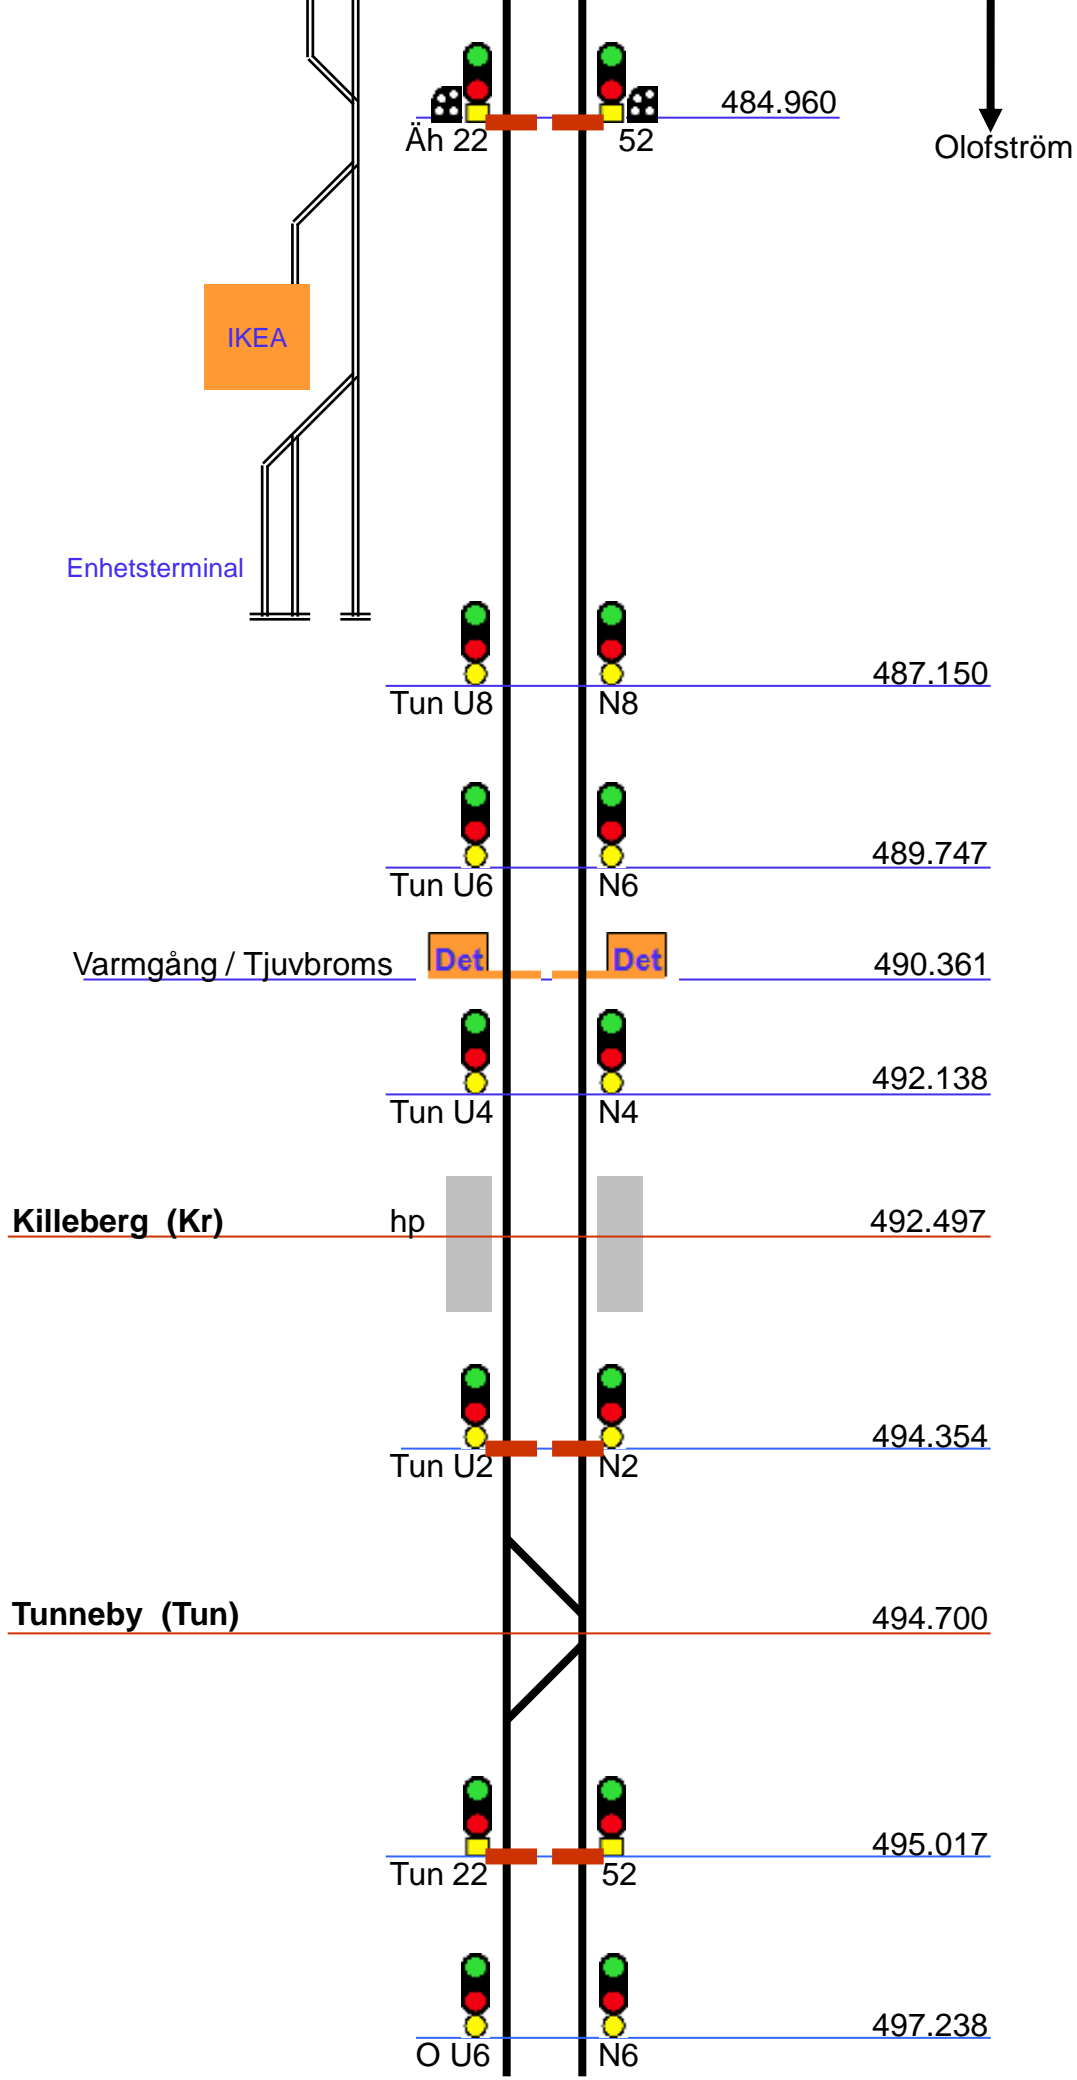 484.960
Äh 22 52
Olofström
IKEA
Enhetsterminal
487.150
Tun U8 N8
489.747
Tun U6 N6
Varmgång / Tjuvbroms Det Det 490.361
492.138
Tun U4 N4
Killeberg (Kr) hp 492.497
494.354
Tun U2 N2
Tunneby (Tun) 494.700
495.017
Tun 22 52
497.238
O U6 N6